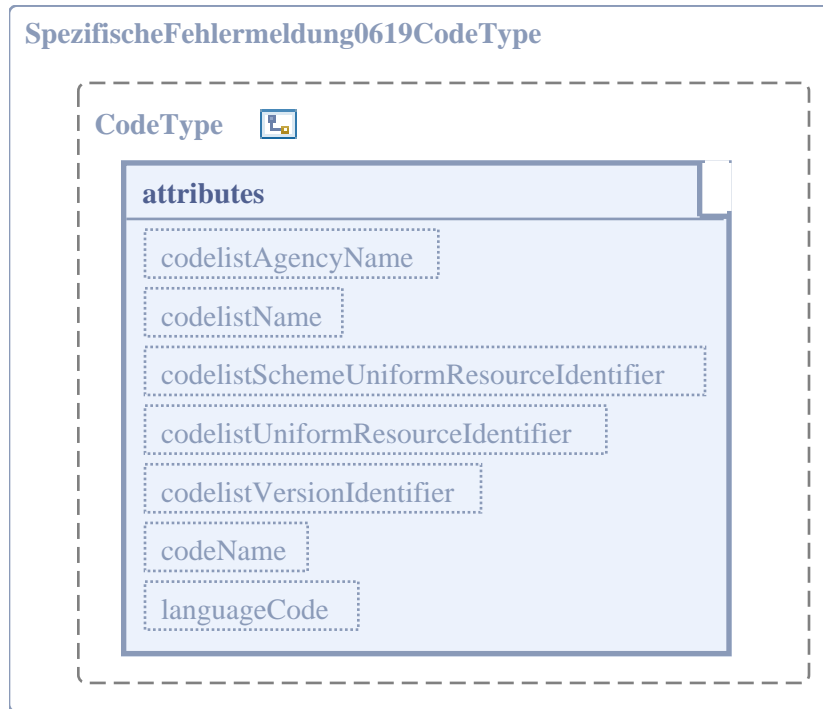 SpezifischeFehlermeldung0619CodeType
CodeType
attributes
codelistAgencyName
codelistName
codelistSchemeUniformResourceIdentifier
codelistUniformResourceIdentifier
codelistVersionIdentifier
codeName
languageCode